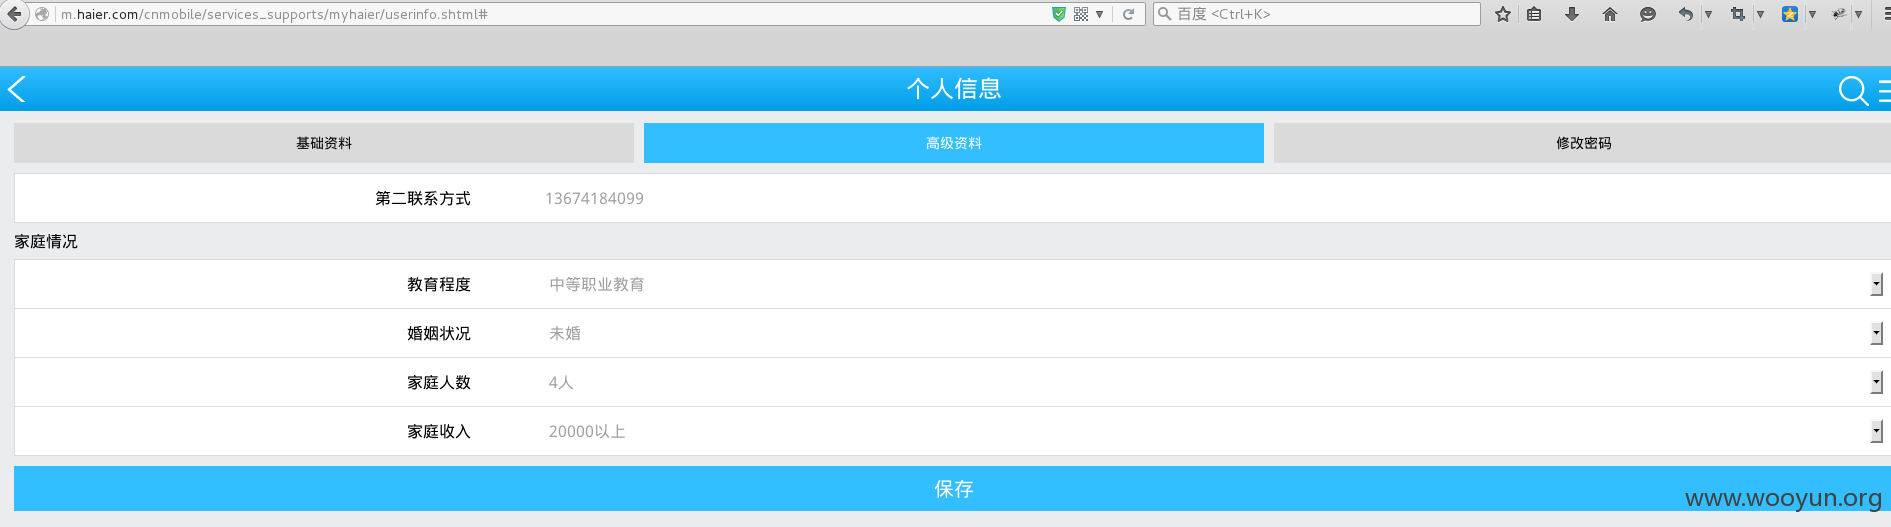 m.haier.com/cnmobile/services_supports/myhaier/userinfo.shtml#
百度 <Ctrl+K>
个人信息
基础资料
高级资料
修改密码
第二联系方式 13674184099
家庭情况
教育程度 中等职业教育
婚姻状况 未婚
家庭人数 4人
家庭收入 20000以上
保存
www.wooyun.org